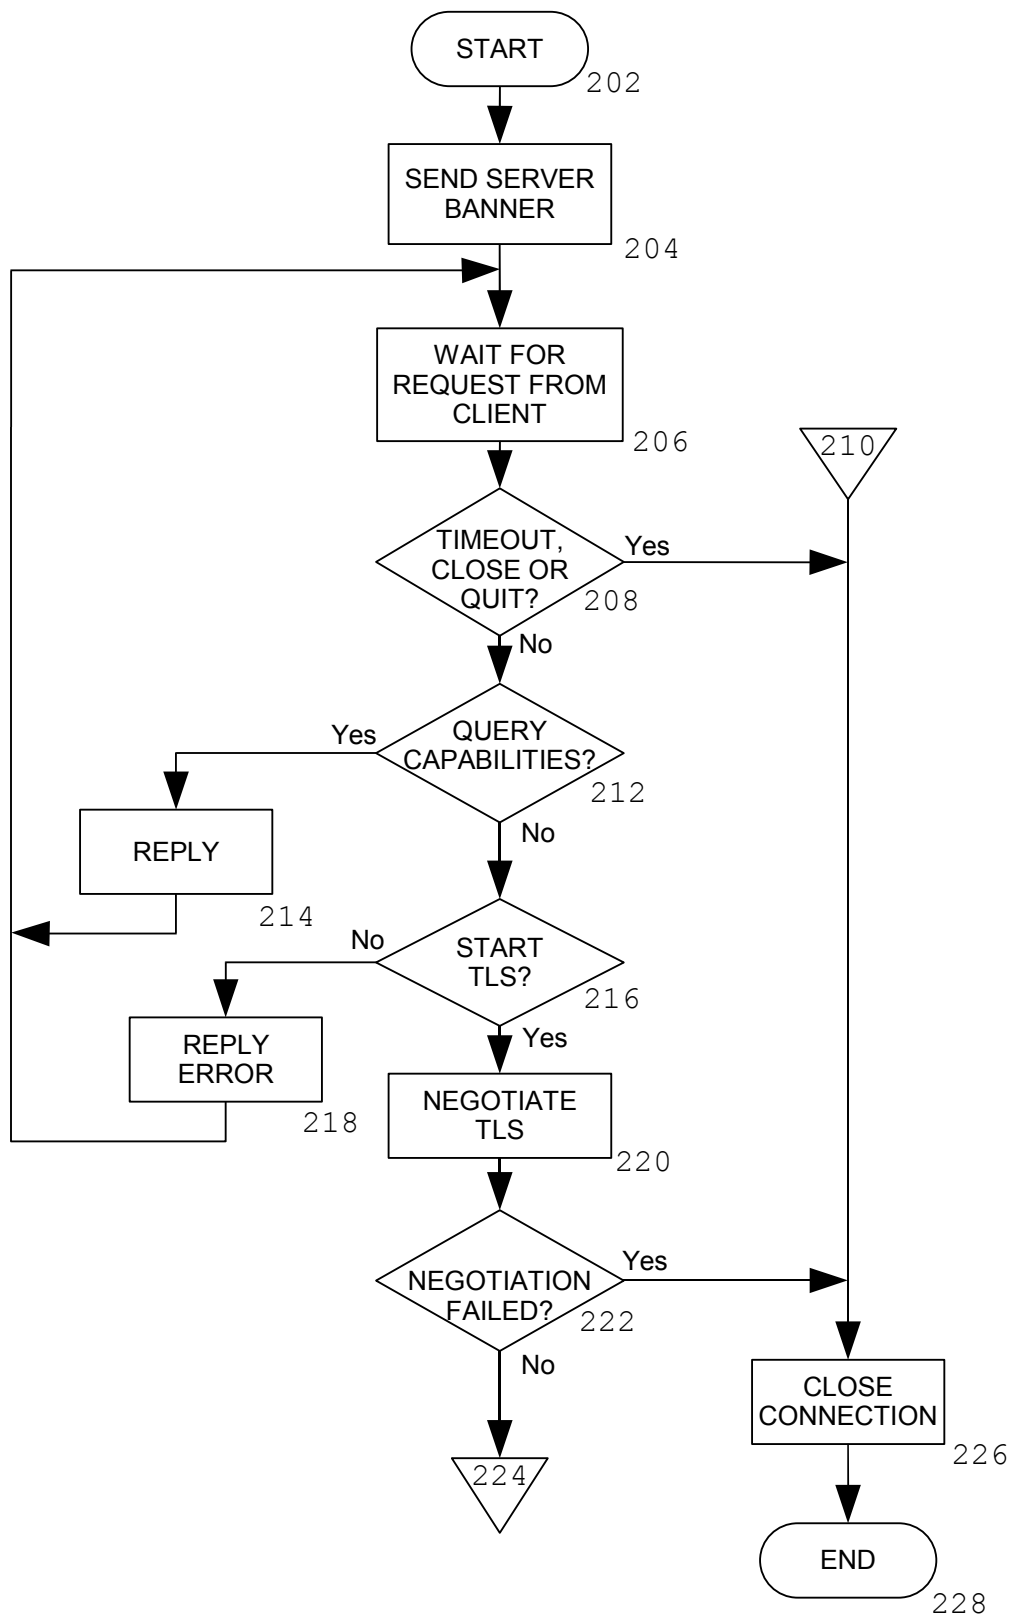 START
202
SEND SERVER
BANNER
204
WAIT FOR
REQUEST FROM
CLIENT
206
210
TIMEOUT,
CLOSE OR
QUIT?
Yes
208
No
QUERY
CAPABILITIES?
Yes
212
No
REPLY
214
START
TLS?
No
216
Yes
REPLY
ERROR
218
NEGOTIATE
TLS
220
NEGOTIATION
FAILED?
Yes
222
No
224
CLOSE
CONNECTION
226
END
228